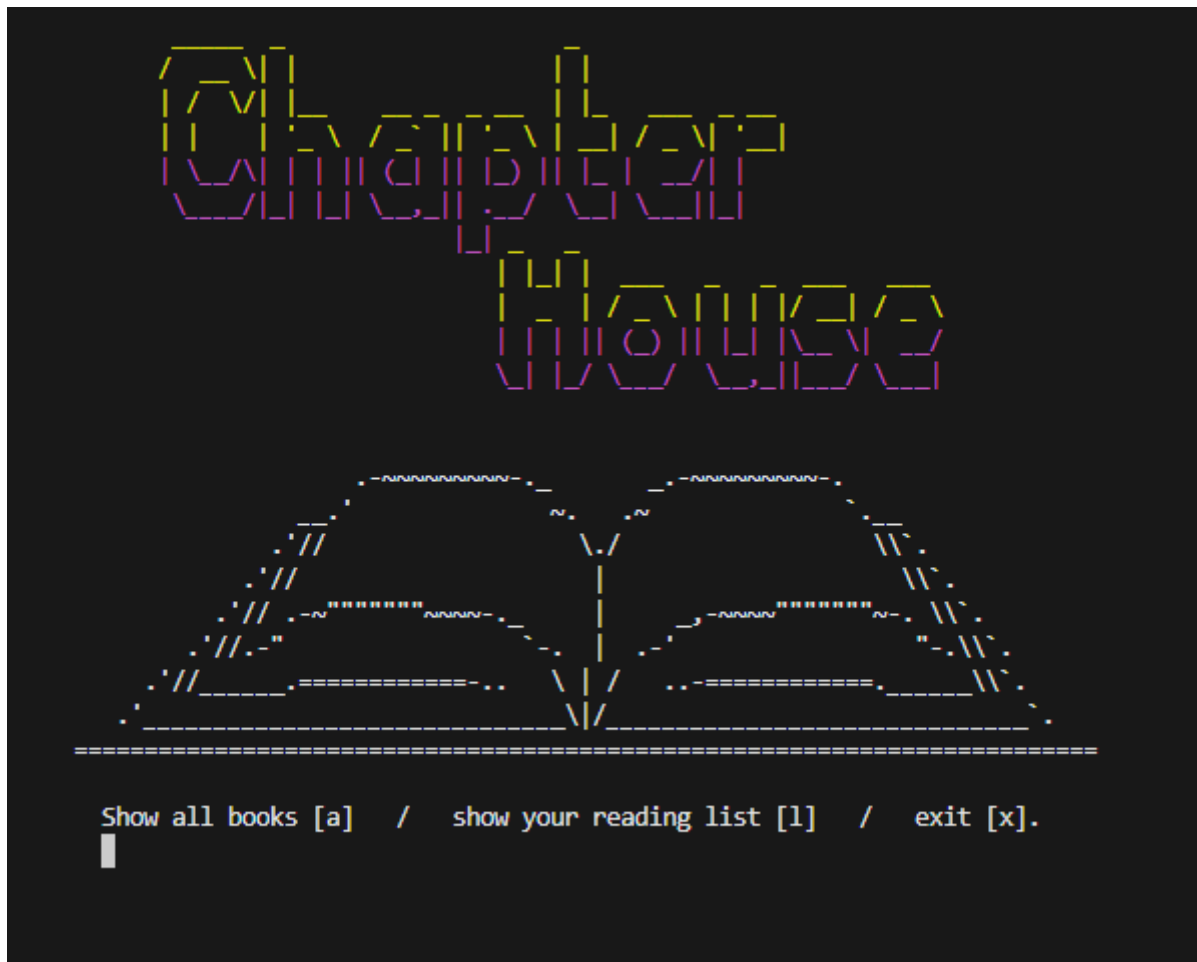 Chapter
House
Show all books [a] / show your reading list [l] / exit [x].